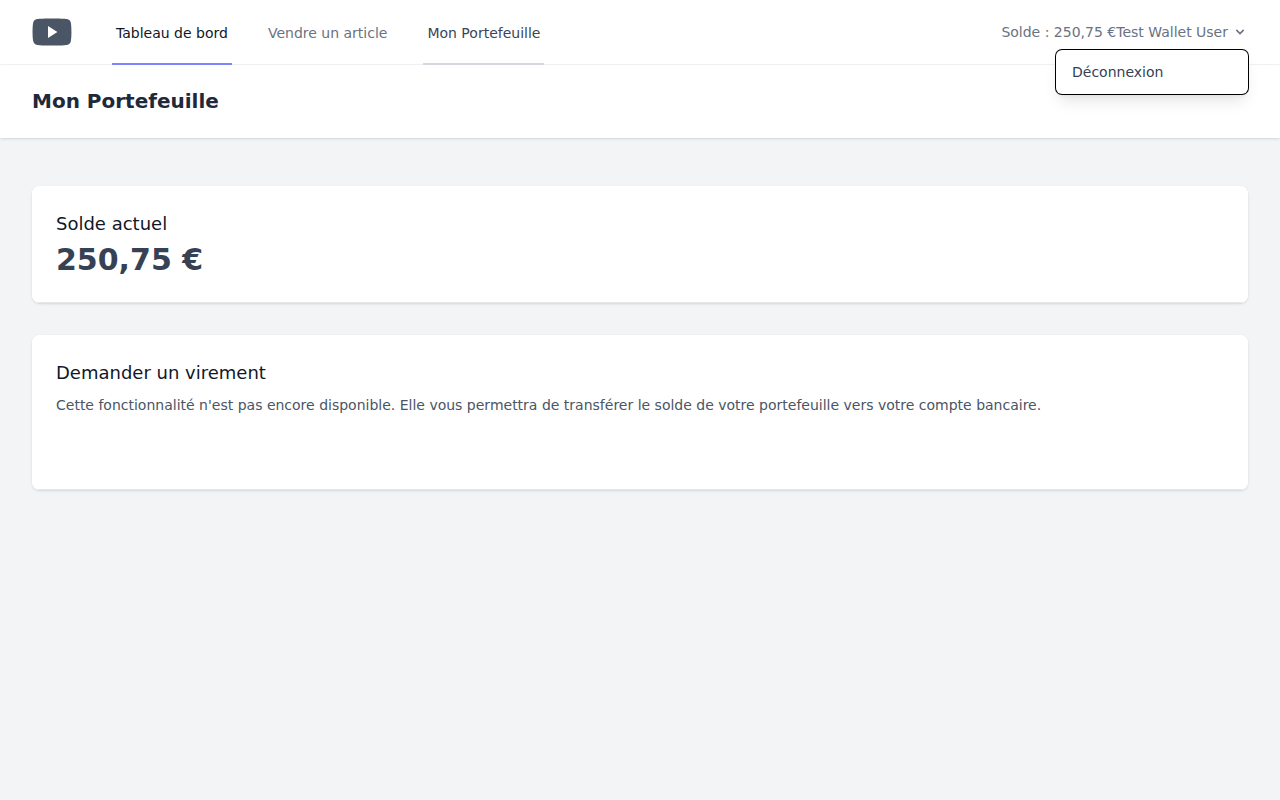 Tableau de bord
Vendre un article
Mon Portefeuille
Solde : 250,75 €Test Wallet User
Déconnexion
Mon Portefeuille
Solde actuel
250,75 €
Demander un virement
Cette fonctionnalité n'est pas encore disponible. Elle vous permettra de transférer le solde de votre portefeuille vers votre compte bancaire.